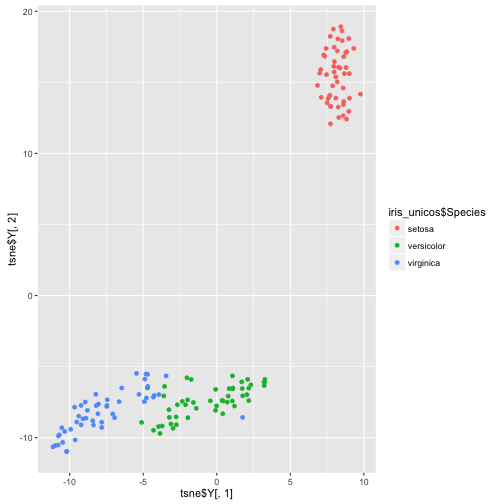 20
10
0
-10
-10
-5
0
5
10
tsne$Y[, 1]
tsne$Y[, 2]
iris_unicos$Species
setosa
versicolor
virginica